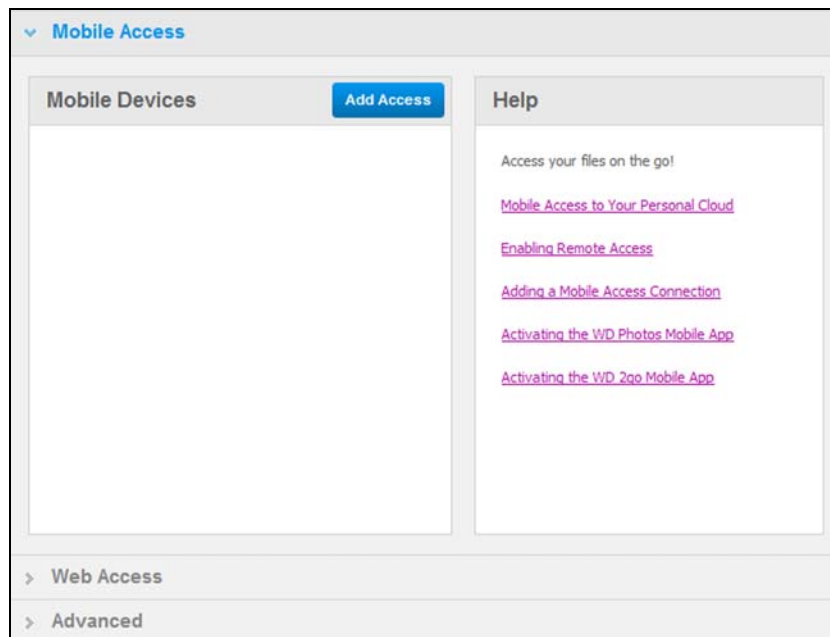 Mobile Access
Mobile Devices
Add Access
Help
Access your files on the go!
Mobile Access to Your Personal Cloud
Enabling Remote Access
Adding a Mobile Access Connection
Activating the WD Photos Mobile App
Activating the WD 2go Mobile App
Web Access
Advanced